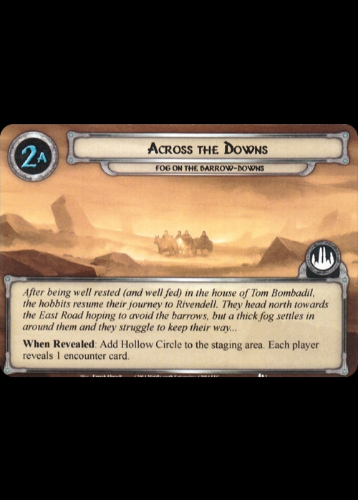 2A
ACROSS THE DOWNS
FOG ON THE BARROW-DOWNS
After being well rested (and well fed) in the house of Tom Bombadil,
the hobbits resume their journey to Rivendell. They head north towards
the East Road hoping to avoid the barrows, but a thick fog settles in
around them and they struggle to keep their way...
When Revealed: Add Hollow Circle to the staging area. Each player
reveals 1 encounter card.